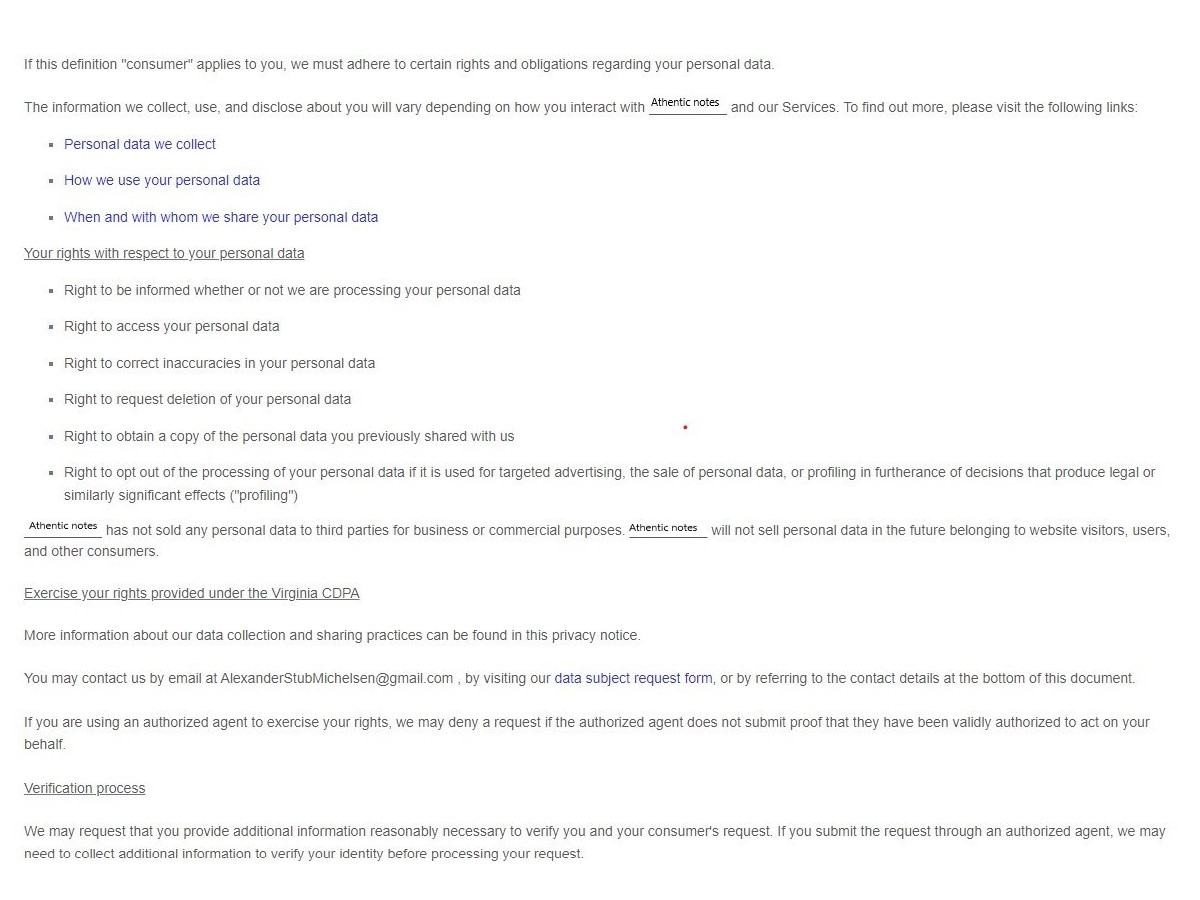 If this definition "consumer" applies to you, we must adhere to certain rights and obligations regarding your personal data.
The information we collect, use, and disclose about you will vary depending on how you interact with Athentic notes and our Services. To find out more, please visit the following links:
Personal data we collect
How we use your personal data
When and with whom we share your personal data
Your rights with respect to your personal data
Right to be informed whether or not we are processing your personal data
Right to access your personal data
Right to correct inaccuracies in your personal data
Right to request deletion of your personal data
Right to obtain a copy of the personal data you previously shared with us
Right to opt out of the processing of your personal data if it is used for targeted advertising, the sale of personal data, or profiling in furtherance of decisions that produce legal or
similarly significant effects ("profiling")
Athentic notes has not sold any personal data to third parties for business or commercial purposes. Athentic notes will not sell personal data in the future belonging to website visitors, users,
and other consumers.
Exercise your rights provided under the Virginia CDPA
More information about our data collection and sharing practices can be found in this privacy notice.
You may contact us by email at AlexanderStubMichelsen@gmail.com , by visiting our data subject request form, or by referring to the contact details at the bottom of this document.
If you are using an authorized agent to exercise your rights, we may deny a request if the authorized agent does not submit proof that they have been validly authorized to act on your
behalf.
Verification process
We may request that you provide additional information reasonably necessary to verify you and your consumer's request. If you submit the request through an authorized agent, we may
need to collect additional information to verify your identity before processing your request.